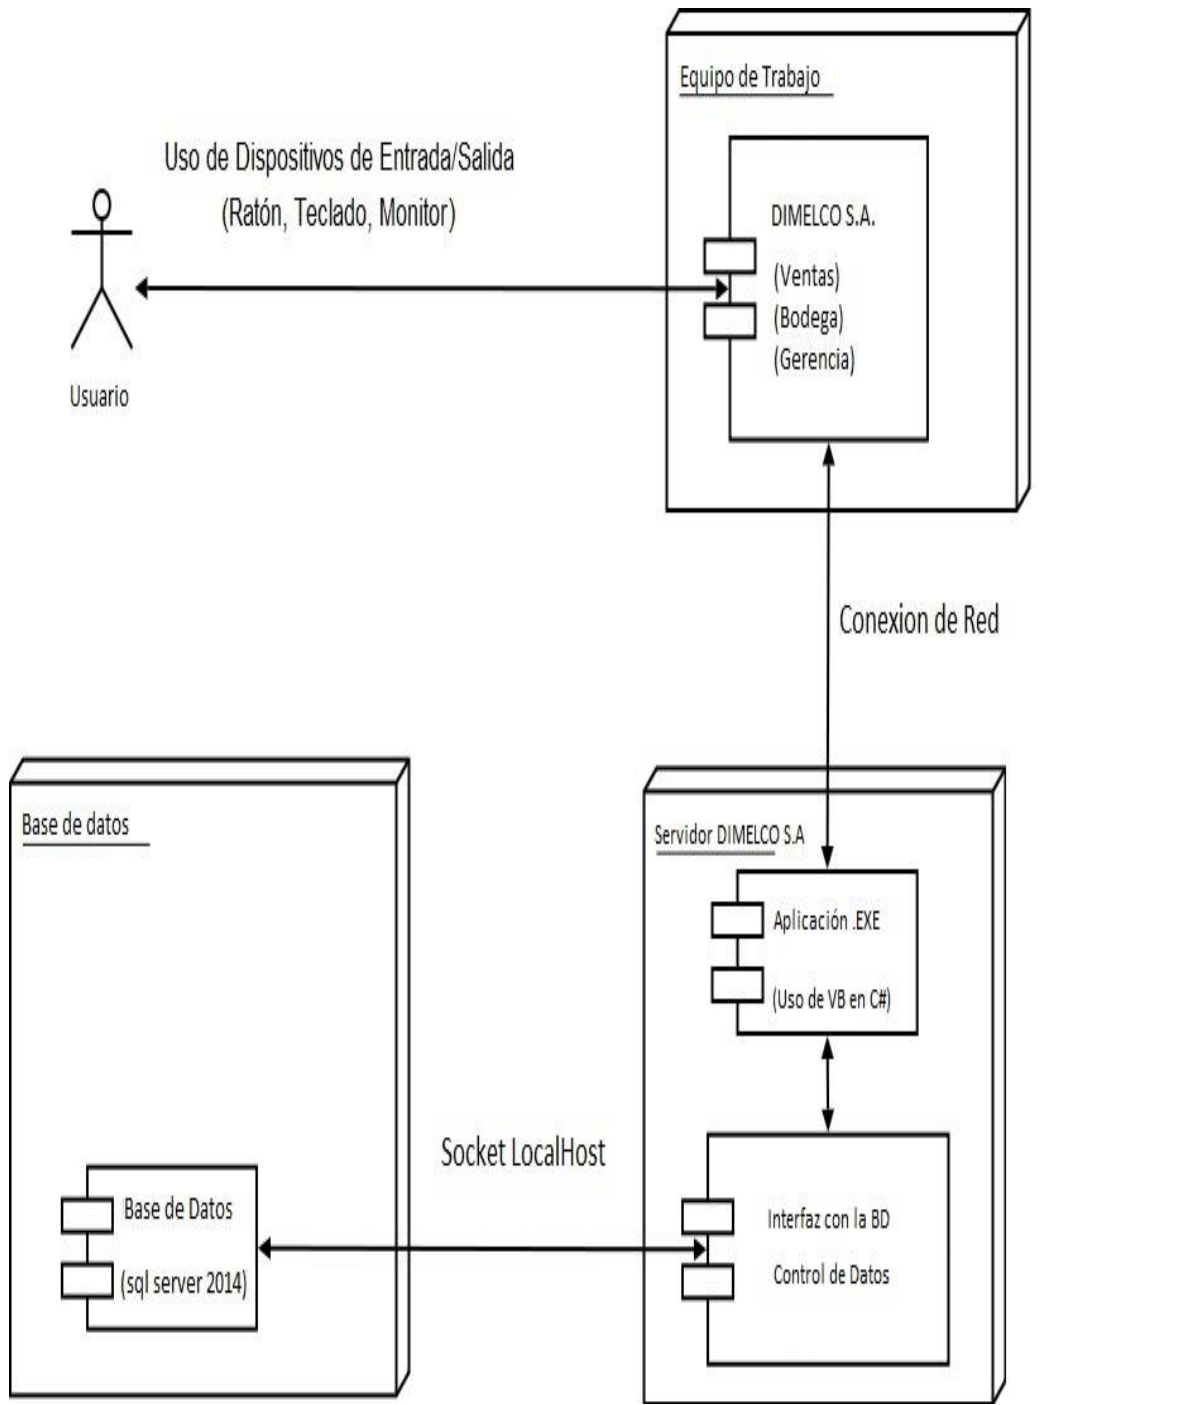 Equipo de Trabajo
Uso de Dispositivos de Entrada/Salida
(Ratón, Teclado, Monitor)
DIMELCO S.A.
(Ventas)
(Bodega)
(Gerencia)
Usuario
Conexion de Red
Base de datos
Servidor DIMELCO S.A
Aplicación .EXE
(Uso de VB en C#)
Socket LocalHost
Base de Datos
(sql server 2014)
Interfaz con la BD
Control de Datos